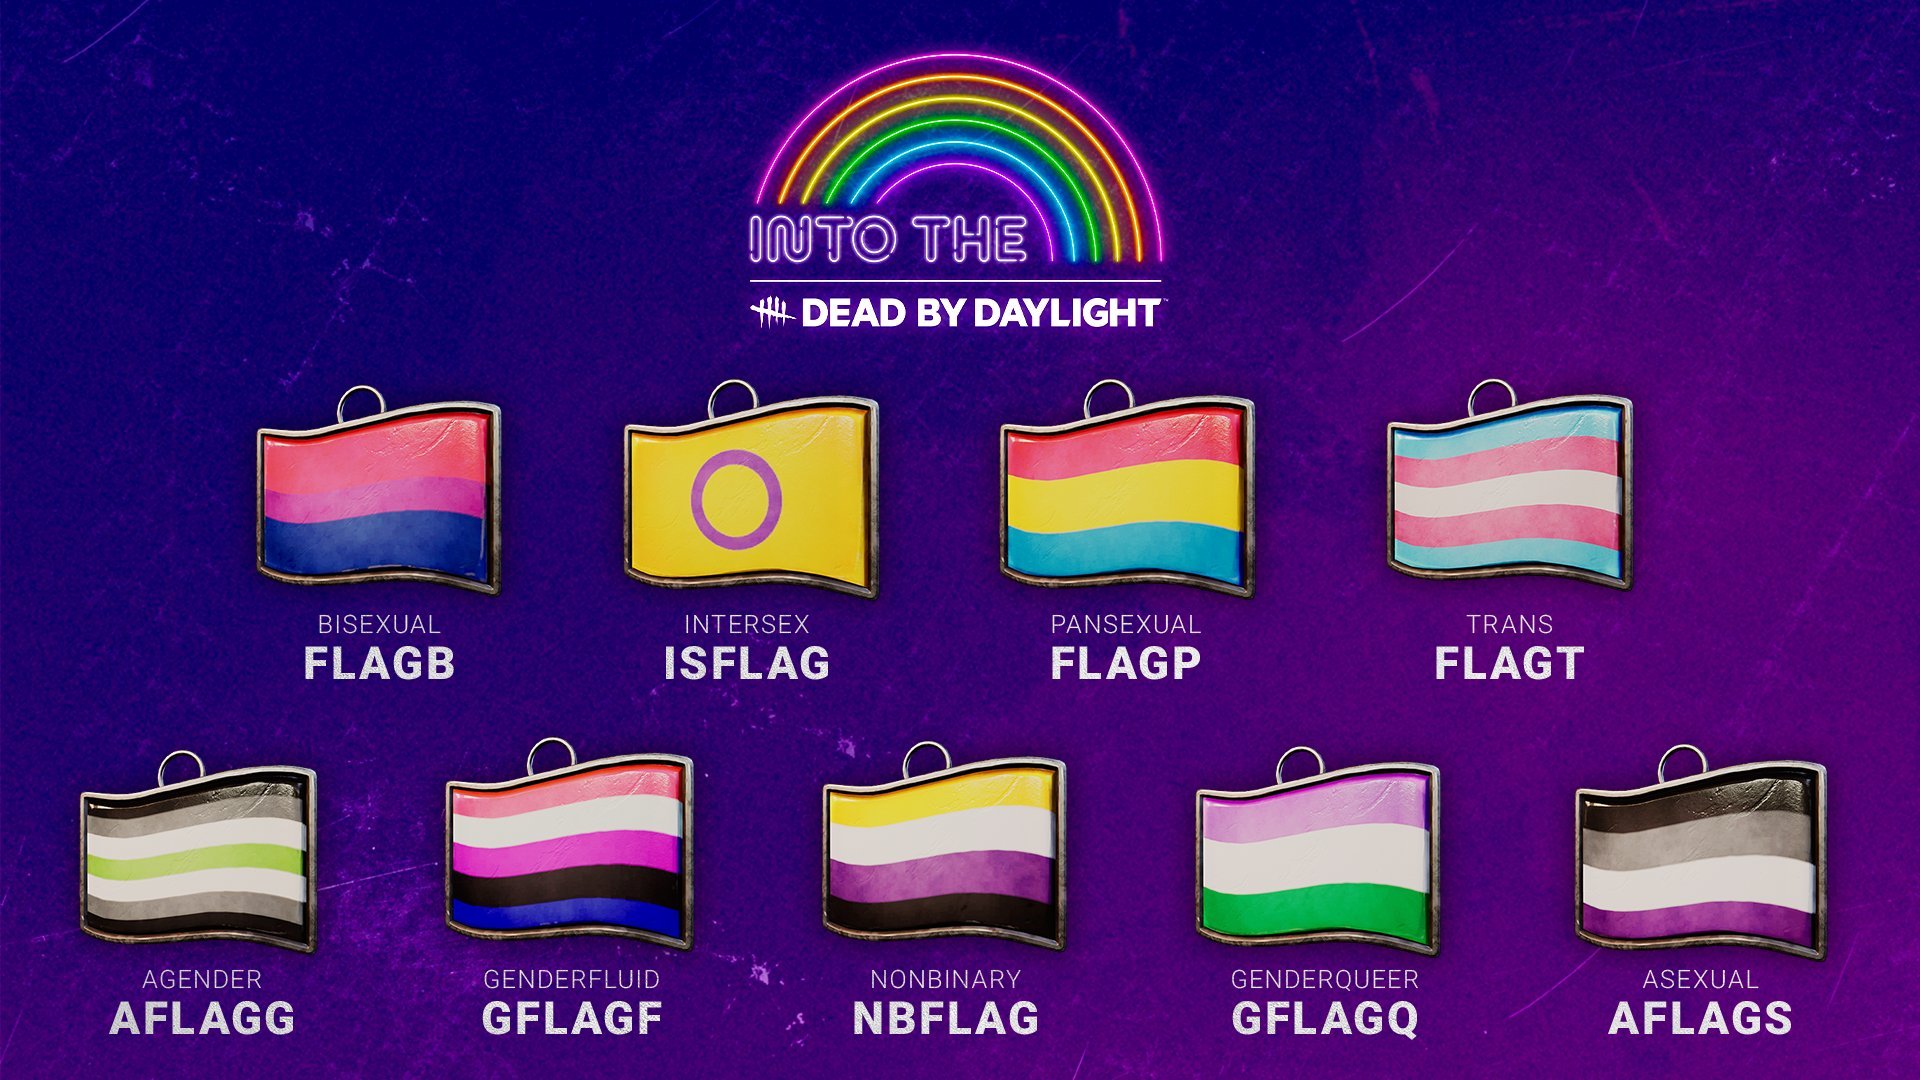 INTO THE
DEAD BY DAYLIGHT™
BISEXUAL
FLAGB
INTERSEX
ISFLAG
PANSEXUAL
FLAGP
TRANS
FLAGT
AGENDER
AFLAGG
GENDERFLUID
GFLAGF
NONBINARY
NBFLAG
GENDERQUEER
GFLAGQ
ASEXUAL
AFLAGS